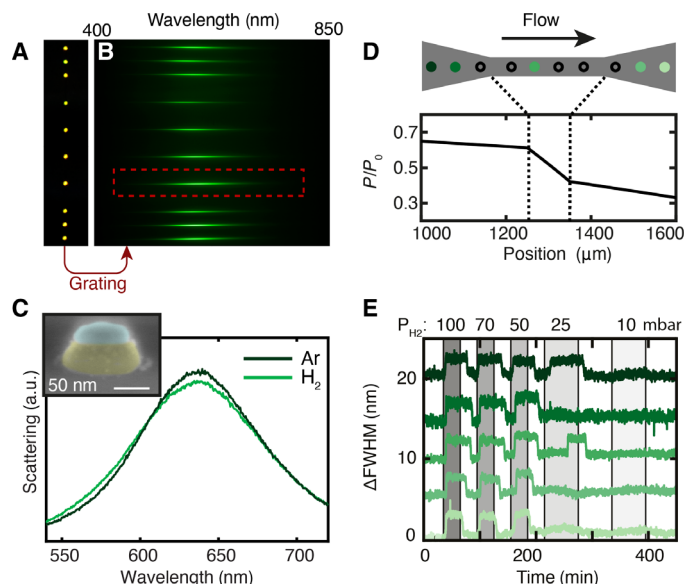 Wavelength (nm)
400
850
A
B
Grating
C
50 nm
Ar
H2
Scattering (a.u.)
550
600
650
700
Wavelength (nm)
D
Flow
0.7
0.5
0.3
P/P0
1000
1200
1400
1600
Position (µm)
E
PH2: 100 70 50 25 10 mbar
20
10
0
ΔFWHM (nm)
0
200
400
Time (min)